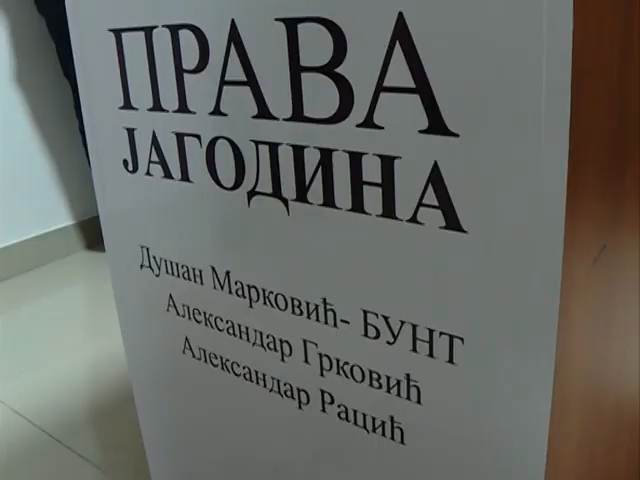 ПРАВА
ЈАГОДИНА
Душан Марковић- БУНТ
Александар Грковић
Александар Рацић